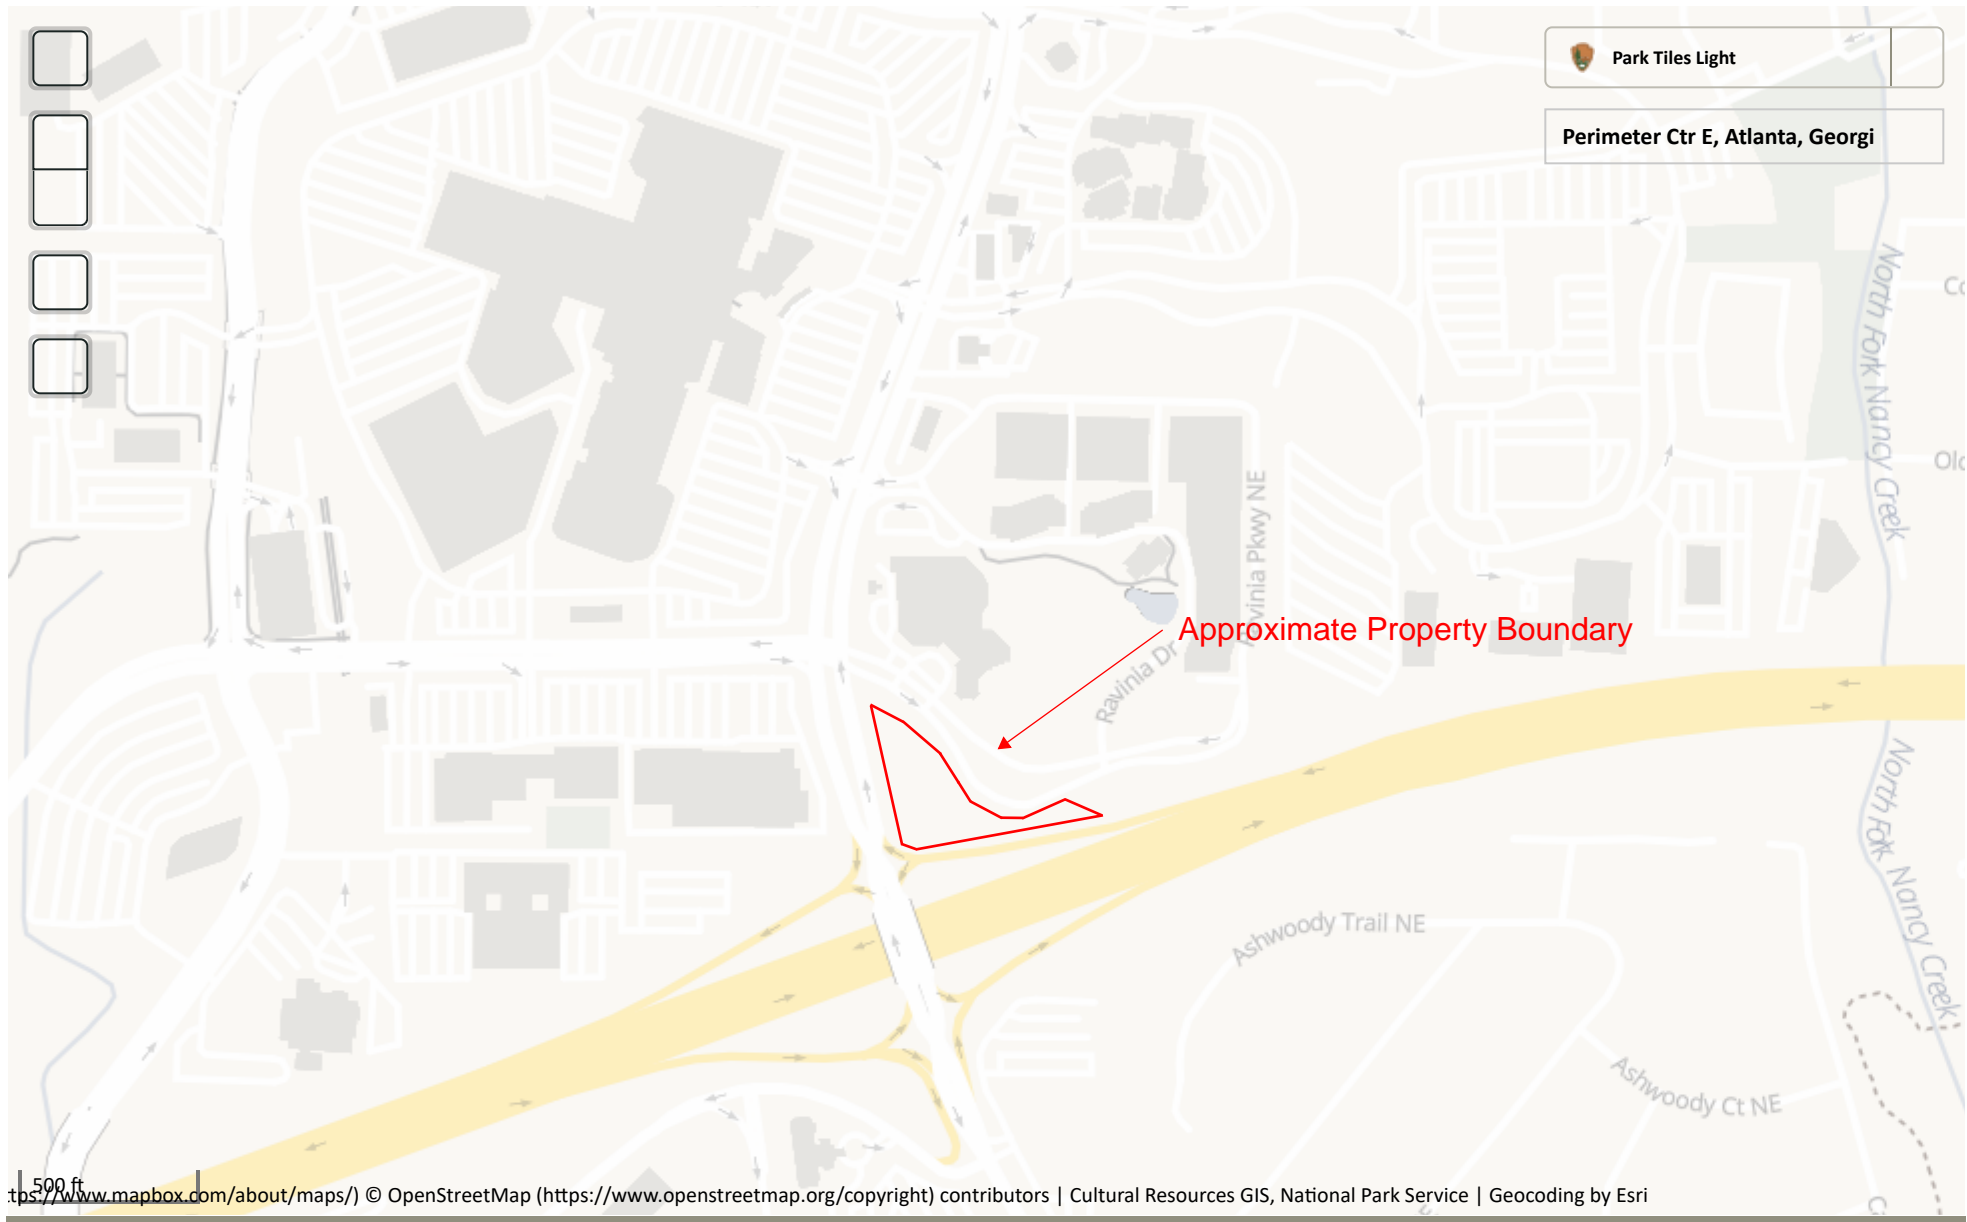 Park Tiles Light
Perimeter Ctr E, Atlanta, Georgi
North Fork Nancy Creek
Ravinia Pkwy NE
Approximate Property Boundary
Ravinia Dr
North Fork Nancy Creek
Ashwoody Trail NE
Ashwoody Ct NE
500 ft
ttps://www.mapbox.com/about/maps/) © OpenStreetMap (https://www.openstreetmap.org/copyright) contributors | Cultural Resources GIS, National Park Service | Geocoding by Esri